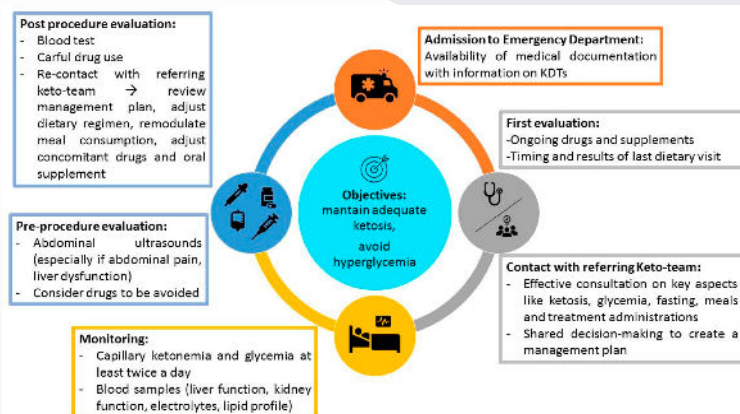 Post procedure evaluation:
- Blood test
- Carful drug use
- Re-contact with referring
keto-team → review
management plan, adjust
dietary regimen, remodulate
meal consumption, adjust
concomitant drugs and oral
supplement
Admission to Emergency Department:
Availability of medical documentation
with information on KDTs
First evaluation:
-Ongoing drugs and supplements
-Timing and results of last dietary visit
Objectives:
mantain adequate
ketosis,
avoid
hyperglycemia
Pre-procedure evaluation:
- Abdominal ultrasounds
(especially if abdominal pain,
liver dysfunction)
- Consider drugs to be avoided
Contact with referring Keto-team:
- Effective consultation on key aspects
like ketosis, glycemia, fasting, meals
and treatment administrations
- Shared decision-making to create a
management plan
Monitoring:
- Capillary ketonemia and glycemia at
least twice a day
- Blood samples (liver function, kidney
function, electrolytes, lipid profile)